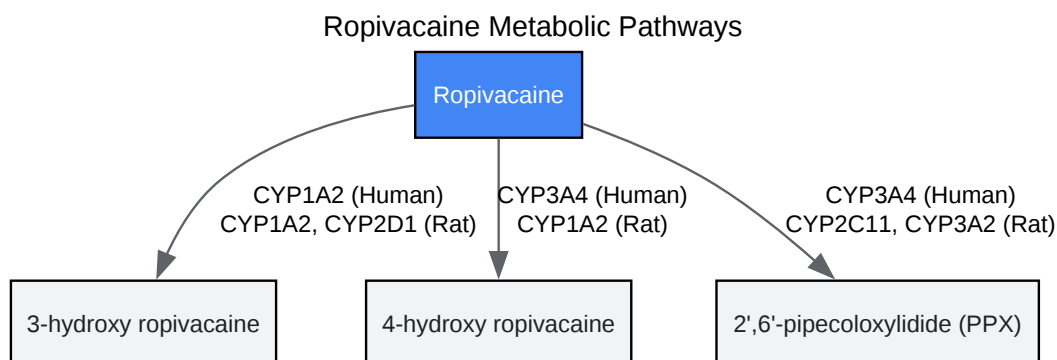 Ropivacaine Metabolic Pathways
Ropivacaine
CYP1A2 (Human)
CYP1A2, CYP2D1 (Rat)
CYP3A4 (Human)
CYP1A2 (Rat)
CYP3A4 (Human)
CYP2C11, CYP3A2 (Rat)
3-hydroxy ropivacaine
4-hydroxy ropivacaine
2',6'-pipecoloxylidide (PPX)